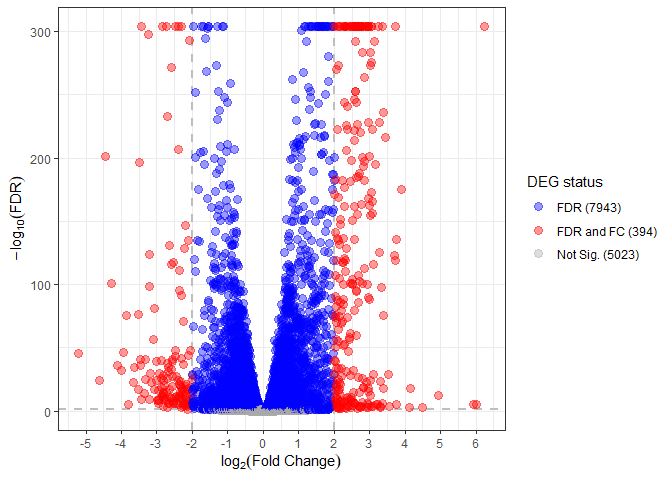 300
200
100
0
−log₁₀(FDR)
-5 -4 -3 -2 -1 0 1 2 3 4 5 6
log₂(Fold Change)
DEG status
FDR (7943)
FDR and FC (394)
Not Sig. (5023)